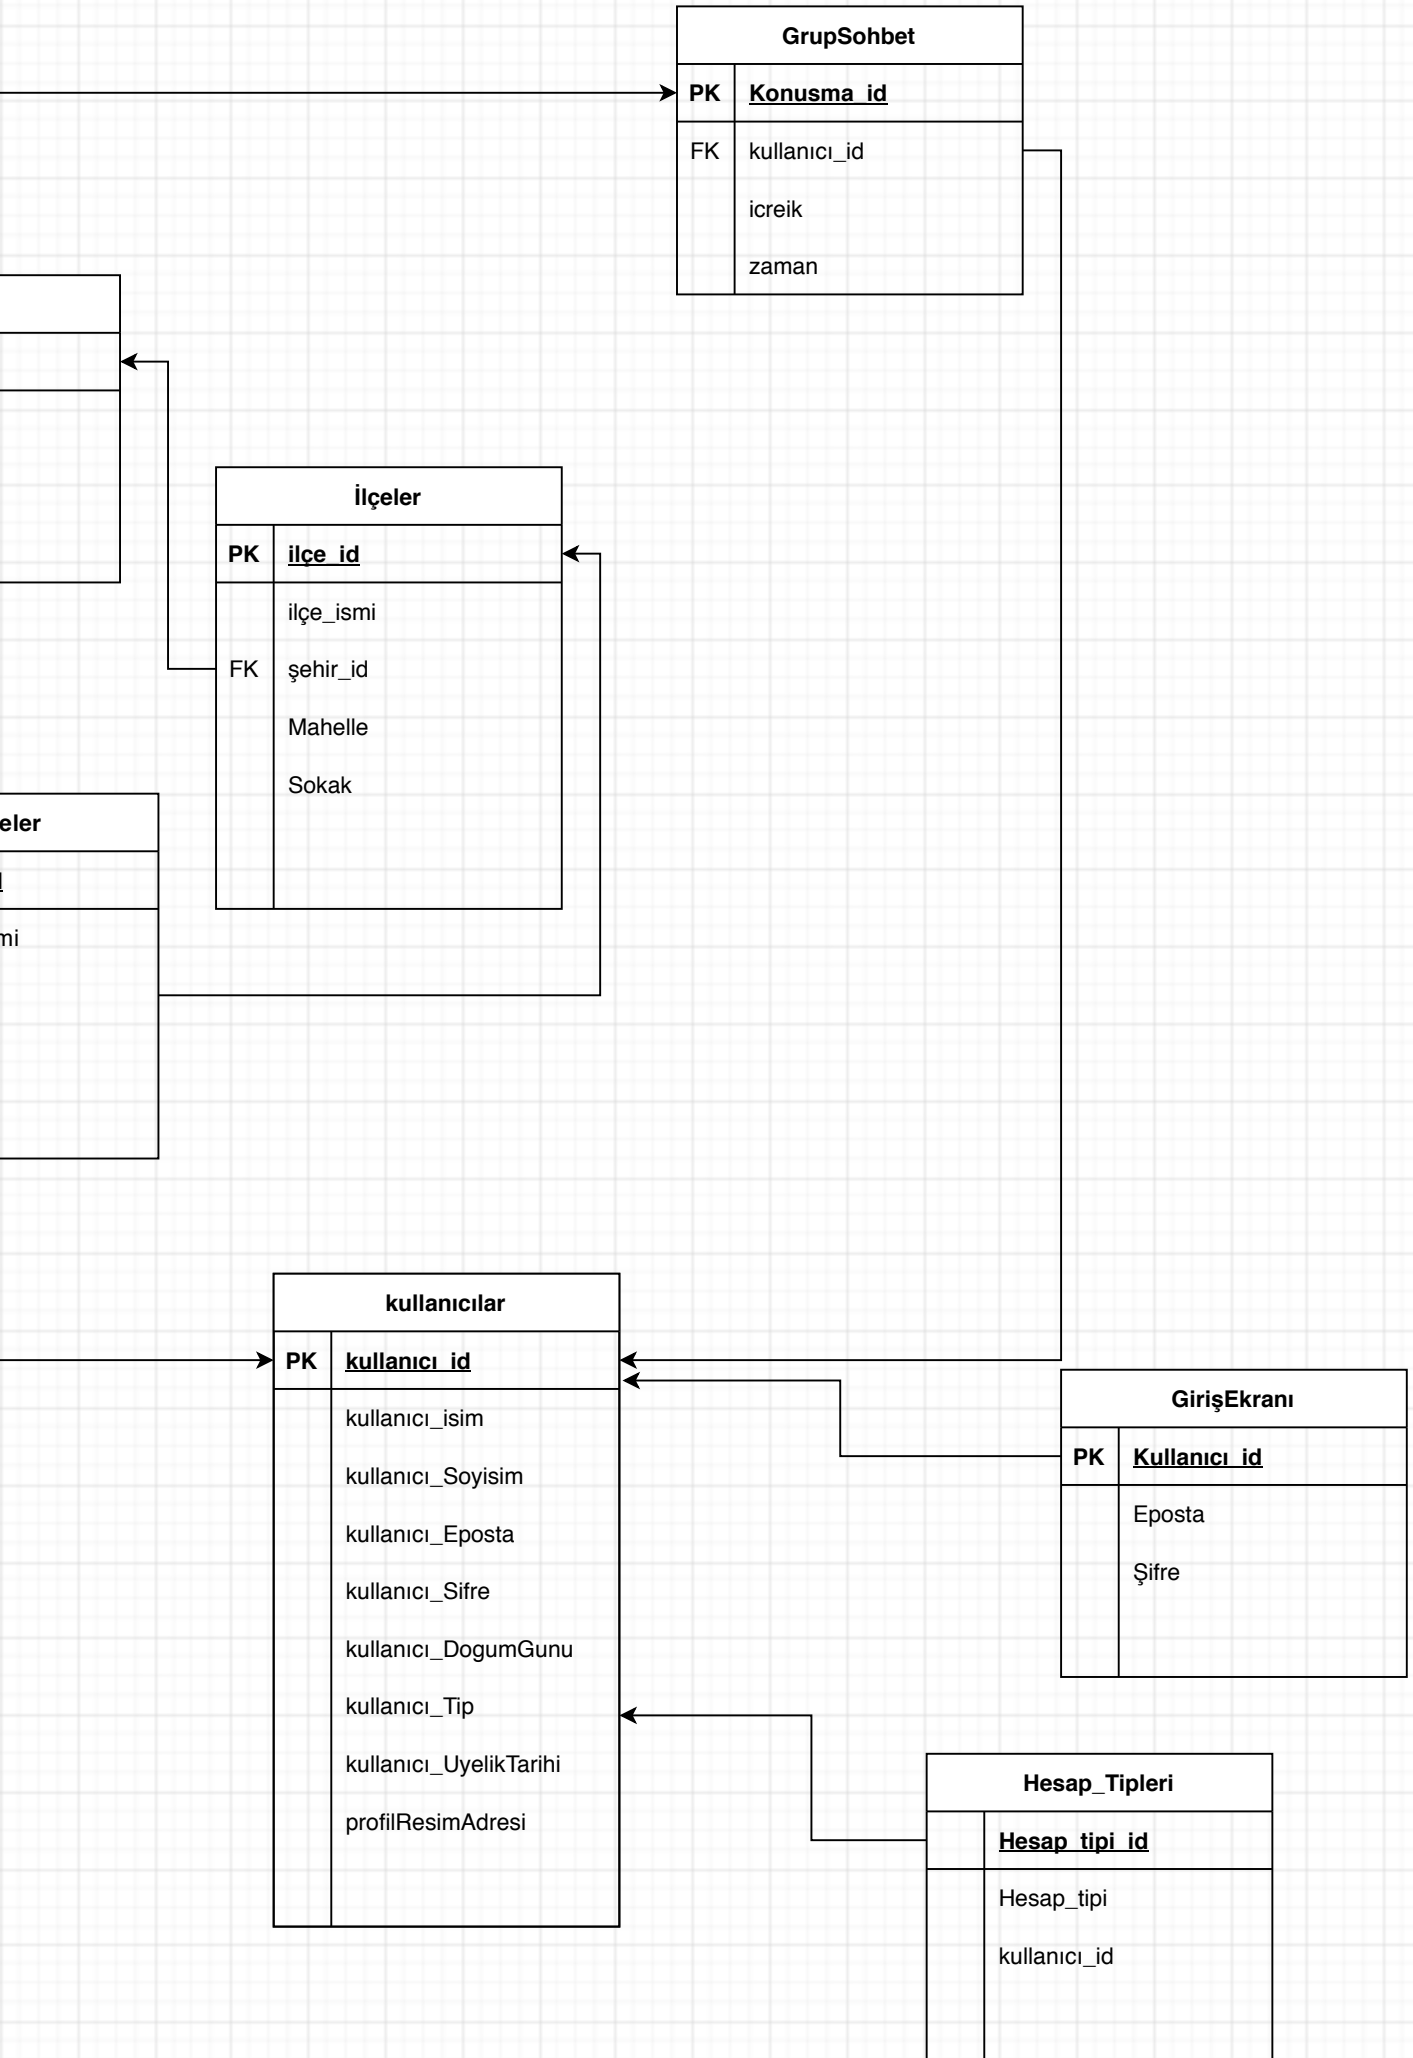 GrupSohbet
PK Konusma_id
FK kullanıcı_id
icreik
zaman
İlçeler
PK ilçe_id
ilçe_ismi
FK şehir_id
Mahelle
Sokak
eler
mi
kullanıcılar
PK kullanıcı_id
kullanıcı_isim
kullanıcı_Soyisim
kullanıcı_Eposta
kullanıcı_Sifre
kullanıcı_DogumGunu
kullanıcı_Tip
kullanıcı_UyelikTarihi
profilResimAdresi
GirişEkranı
PK Kullanıcı_id
Eposta
Şifre
Hesap_Tipleri
Hesap_tipi_id
Hesap_tipi
kullanıcı_id